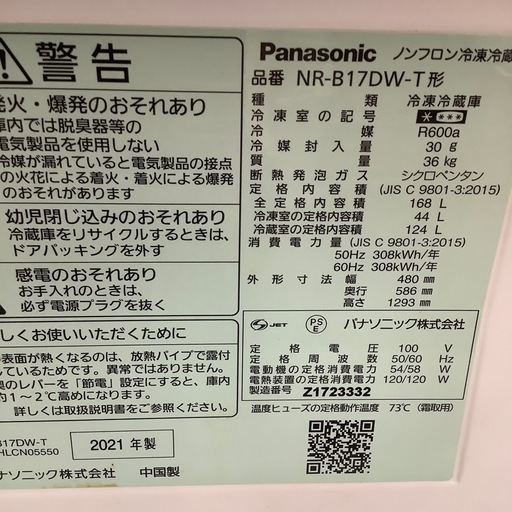 警告
発火・爆発のおそれあり
庫内では脱臭器等の
電気製品を使用しない
冷媒が漏れていると電気製品の接点
の火花による着火・着火による爆発
のおそれあり
幼児閉じ込みのおそれあり
冷蔵庫をリサイクルするときは、
ドアパッキングを外す
感電のおそれあり
お手入れのときは、
必ず電源プラグを抜く
しくお使いいただくために
表面が熱くなるのは、放熱パイプで露付
しているためです。異常ではありません。
のレバーを「節電」設定にすると、庫内
約1～2℃高めになります。
詳しくは取扱説明書をご覧ください。
B17DW-T
HLCN05550
2021年製
ナソニック株式会社 中国製
Panasonic ノンフロン冷凍冷蔵
品番 NR-B17DW-T形
種類 冷凍冷蔵庫
冷凍室の記号 ＊***
冷媒 R600a
冷媒封入量 30 g
質量 36 kg
断熱発泡ガス シクロペンタン
定格内容積 (JIS C 9801-3:2015)
全定格内容積 168 L
冷凍室の定格内容積 44 L
冷蔵室の定格内容積 124 L
消費電力量 (JIS C 9801-3:2015)
50Hz 308kWh/年
60Hz 308kWh/年
外形寸法 幅 480 mm
奥行 586 mm
高さ 1293 mm
JET PSE パナソニック株式会社
定格電圧 100 V
定格周波数 50/60 Hz
電動機の定格消費電力 54/58 W
電熱装置の定格消費電力 120/120 W
製造番号 Z1723332
温度ヒューズの定格動作温度 73℃ (霜取用)